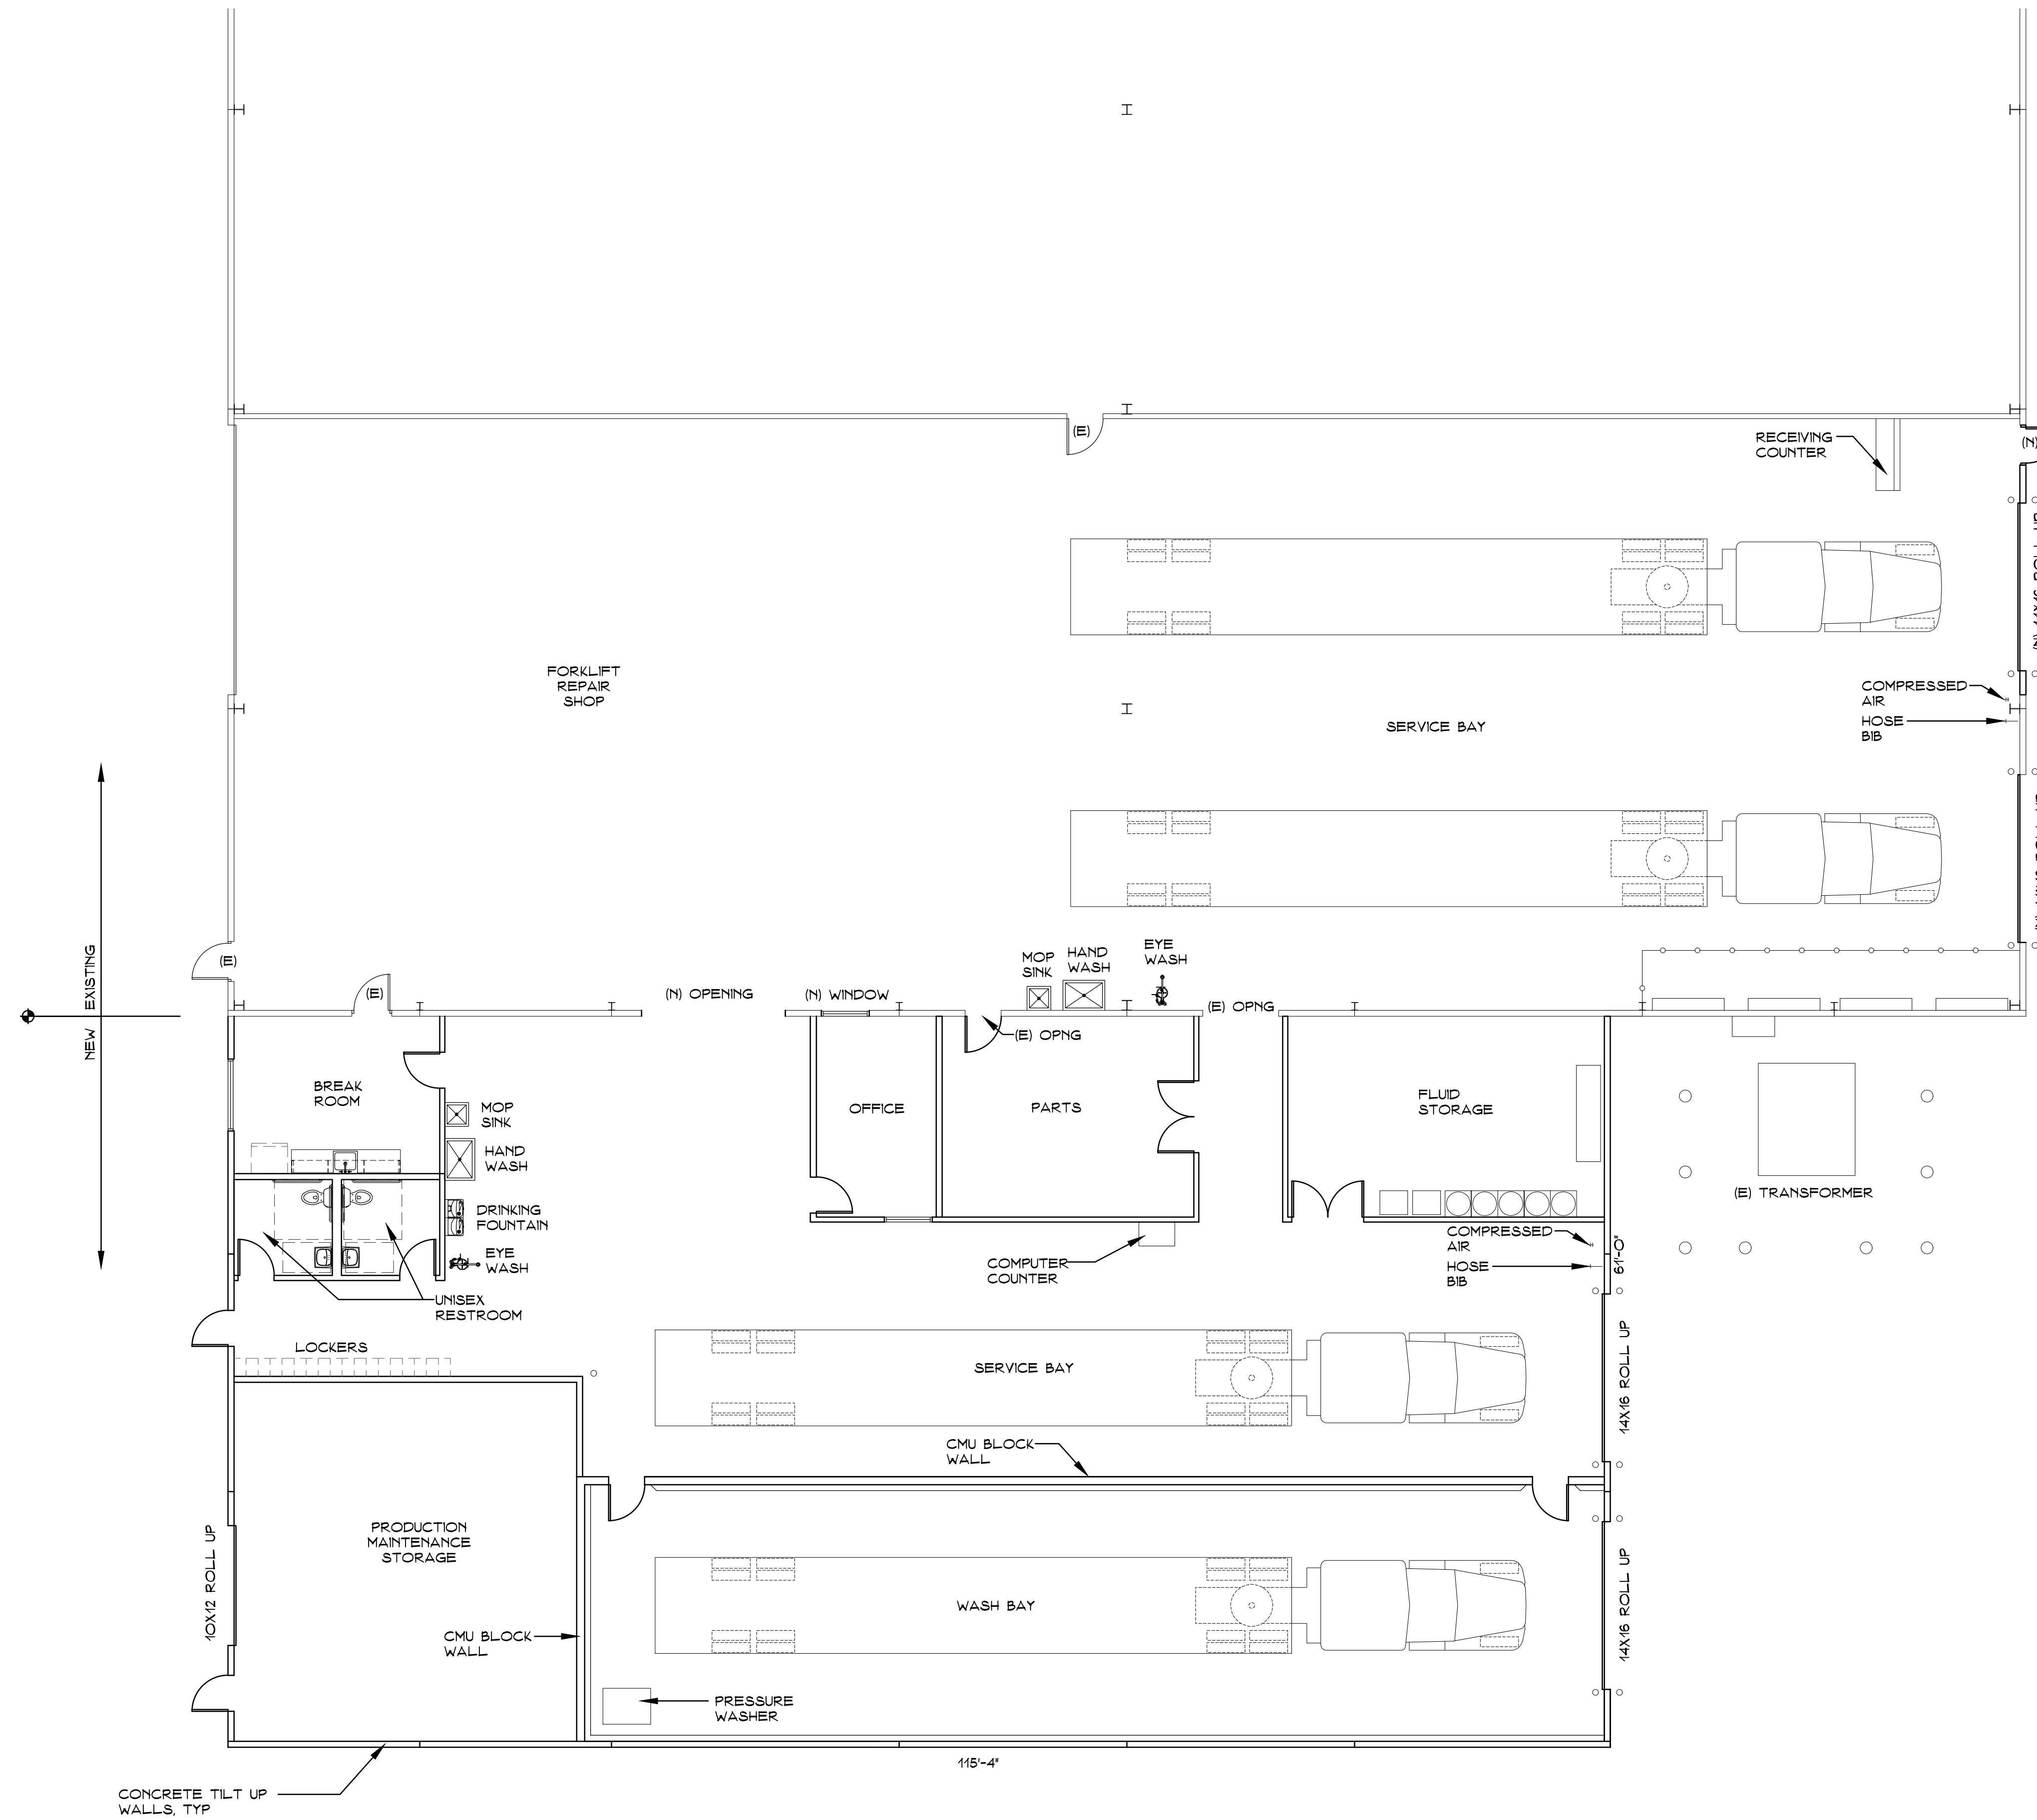 (E)
RECEIVING
COUNTER
(N)
(N) 14X16 ROLL UP
FORKLIFT
REPAIR
SHOP
COMPRESSED
AIR
HOSE
BIB
SERVICE BAY
NEW
EXISTING
(E)
(E)
(N) OPENING
(N) WINDOW
MOP
SINK
HAND
WASH
EYE
WASH
(E) OPNG
(E) OPNG
BREAK
ROOM
MOP
SINK
HAND
WASH
DRINKING
FOUNTAIN
EYE
WASH
UNISEX
RESTROOM
OFFICE
PARTS
FLUID
STORAGE
(E) TRANSFORMER
COMPUTER
COUNTER
COMPRESSED
AIR
HOSE
BIB
61'-0"
LOCKERS
SERVICE BAY
14X16 ROLL UP
CMU BLOCK
WALL
PRODUCTION
MAINTENANCE
STORAGE
10X12 ROLL UP
CMU BLOCK
WALL
WASH BAY
14X16 ROLL UP
PRESSURE
WASHER
115'-4"
CONCRETE TILT UP
WALLS, TYP